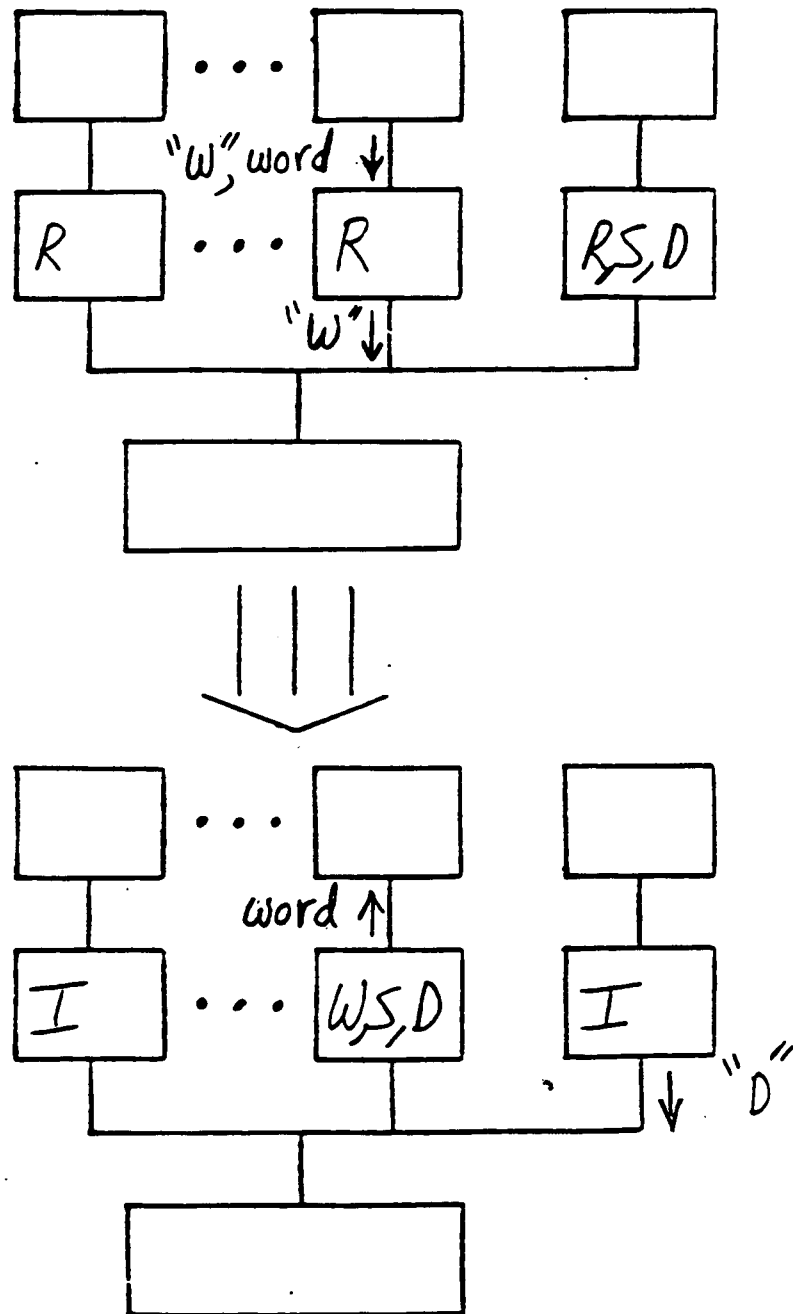 "W", word ↓
R ... R R,S,D
"W" ↓
word ↑
I ... W,S,D I
"D" ↓